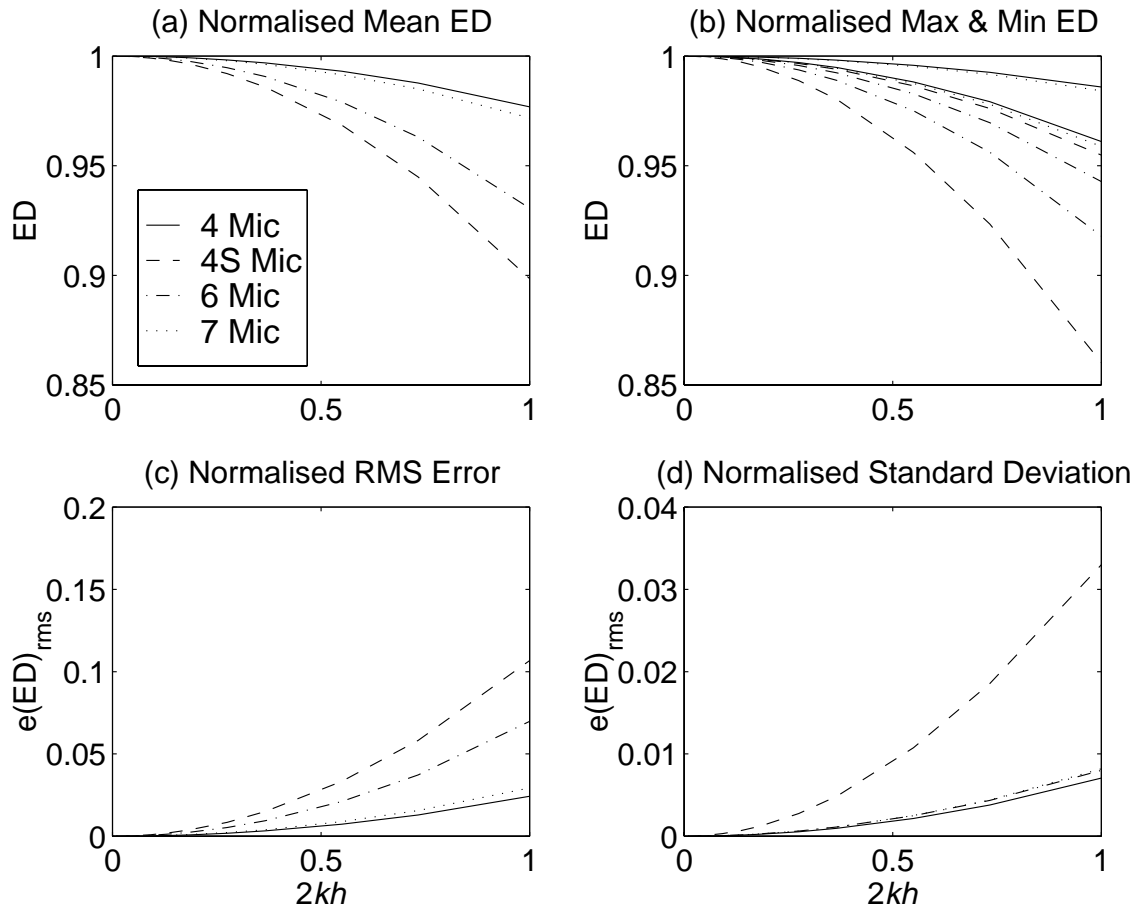 (a) Normalised Mean ED
1
0.95
0.9
0.85
ED
4 Mic
4S Mic
6 Mic
7 Mic
0
0.5
1
(b) Normalised Max & Min ED
1
0.95
0.9
0.85
ED
0
0.5
1
(c) Normalised RMS Error
0.2
0.15
0.1
0.05
0
e(ED)rms
0
0.5
1
2kh
(d) Normalised Standard Deviation
0.04
0.03
0.02
0.01
0
e(ED)rms
0
0.5
1
2kh